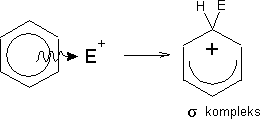 H E
E+
+
σ kompleks